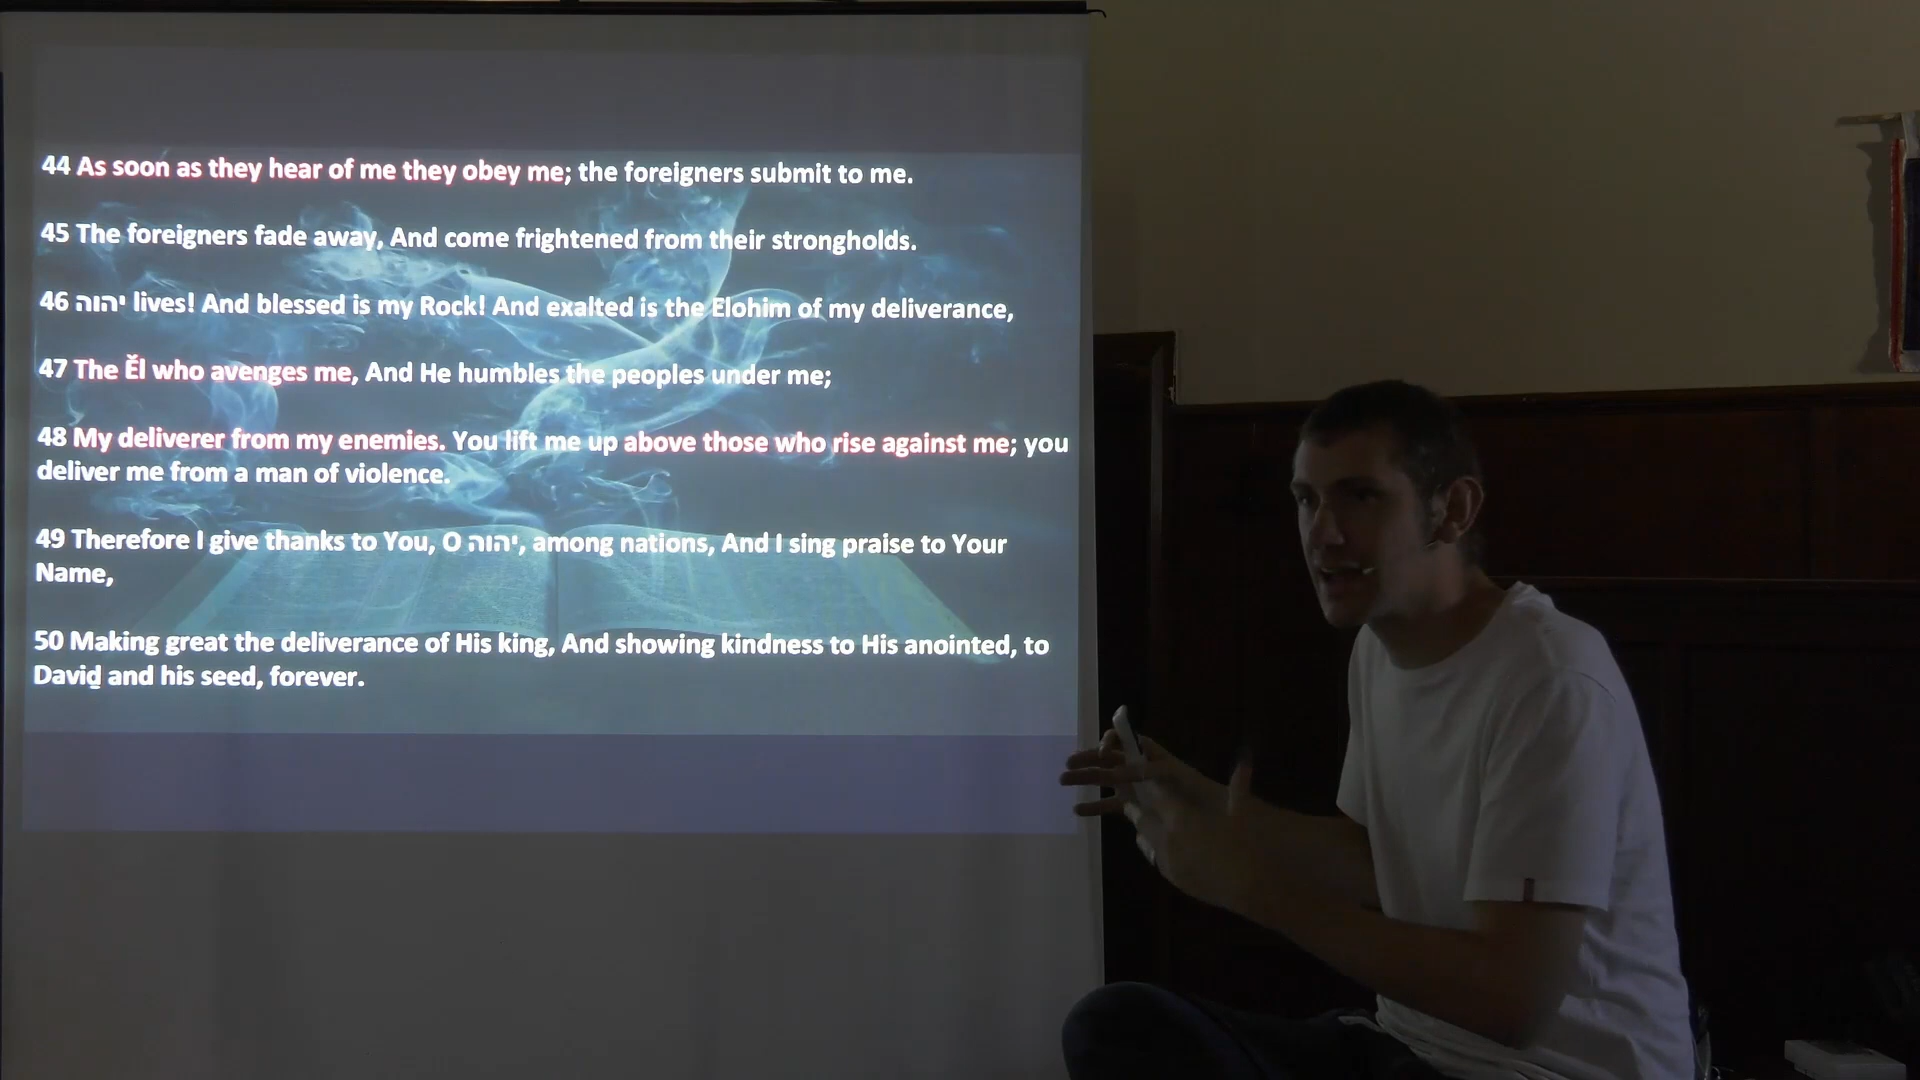 44 As soon as they hear of me they obey me; the foreigners submit to me.
45 The foreigners fade away, And come frightened from their strongholds.
46 יהוה lives! And blessed is my Rock! And exalted is the Elohim of my deliverance,
47 The Ěl who avenges me, And He humbles the peoples under me;
48 My deliverer from my enemies. You lift me up above those who rise against me; you
deliver me from a man of violence.
49 Therefore I give thanks to You, O יהוה, among nations, And I sing praise to Your
Name,
50 Making great the deliverance of His king, And showing kindness to His anointed, to
Daviḏ and his seed, forever.